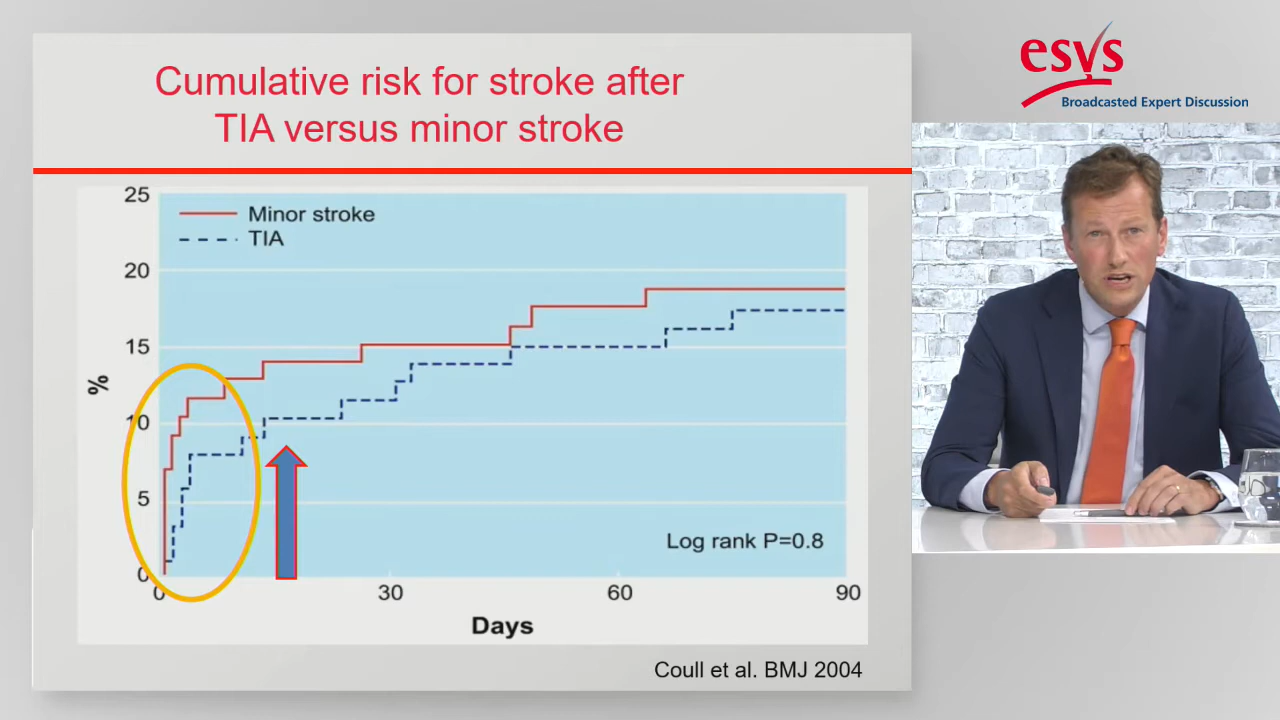 Cumulative risk for stroke after
TIA versus minor stroke
esvs
Broadcasted Expert Discussion
25
20
15
10
5
0
%
Minor stroke
TIA
Log rank P=0.8
0 30 60 90
Days
Coull et al. BMJ 2004